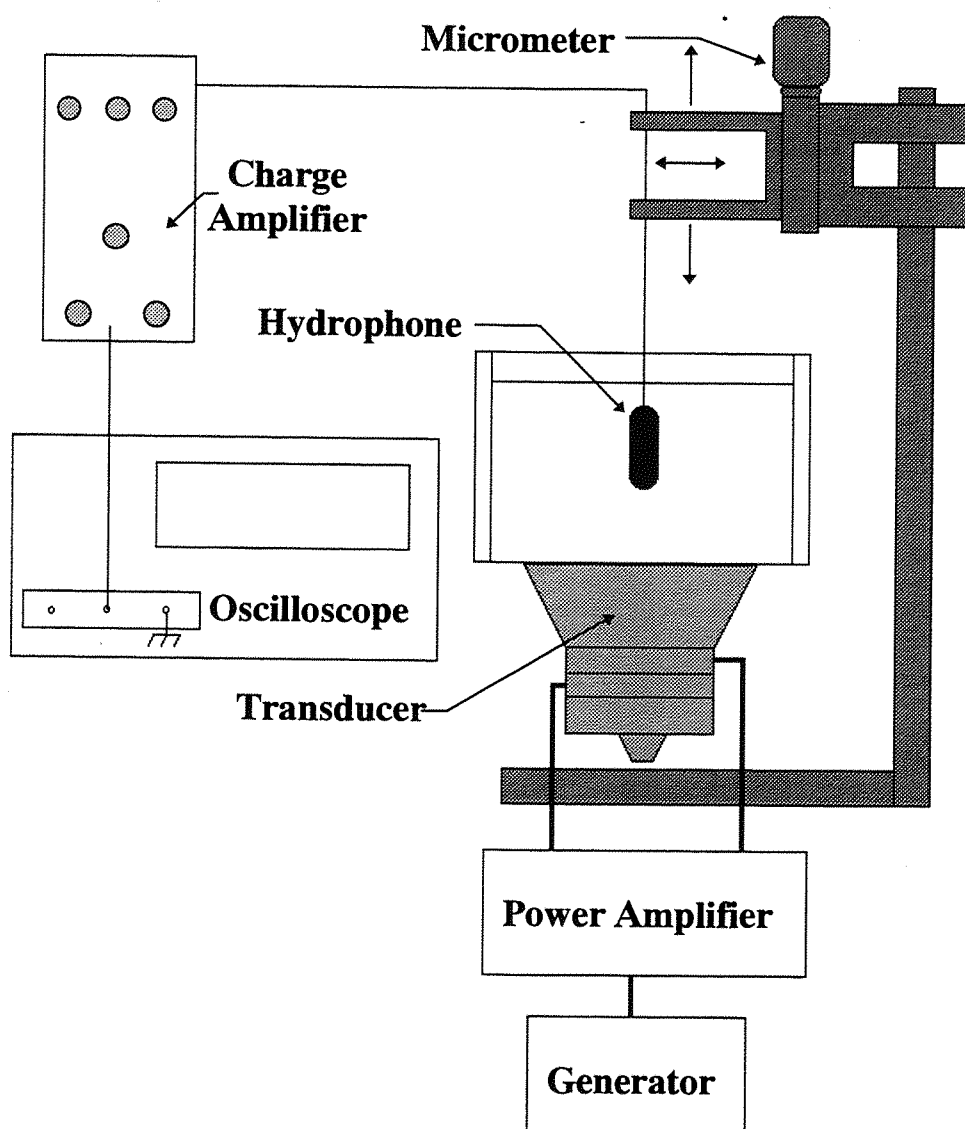 Micrometer
Charge
Amplifier
Hydrophone
Oscilloscope
Transducer
Power Amplifier
Generator